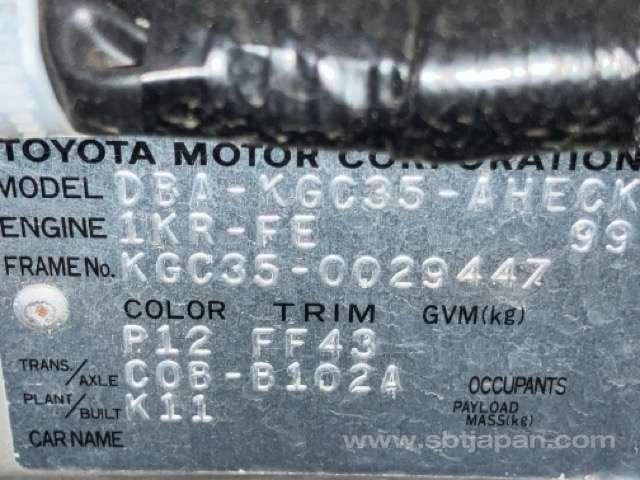 TOYOTA MOTOR CORPORATION
MODEL DBA-KGC35-AHECK
ENGINE 1KR-FE 99
FRAME No. KGC35-0029447
COLOR TRIM GVM(kg)
P12 FF43
TRANS./AXLE C0B-B102A OCCUPANTS
PLANT/BUILT K11 PAYLOAD MASS(kg)
CAR NAME
www.sbtjapan.com/